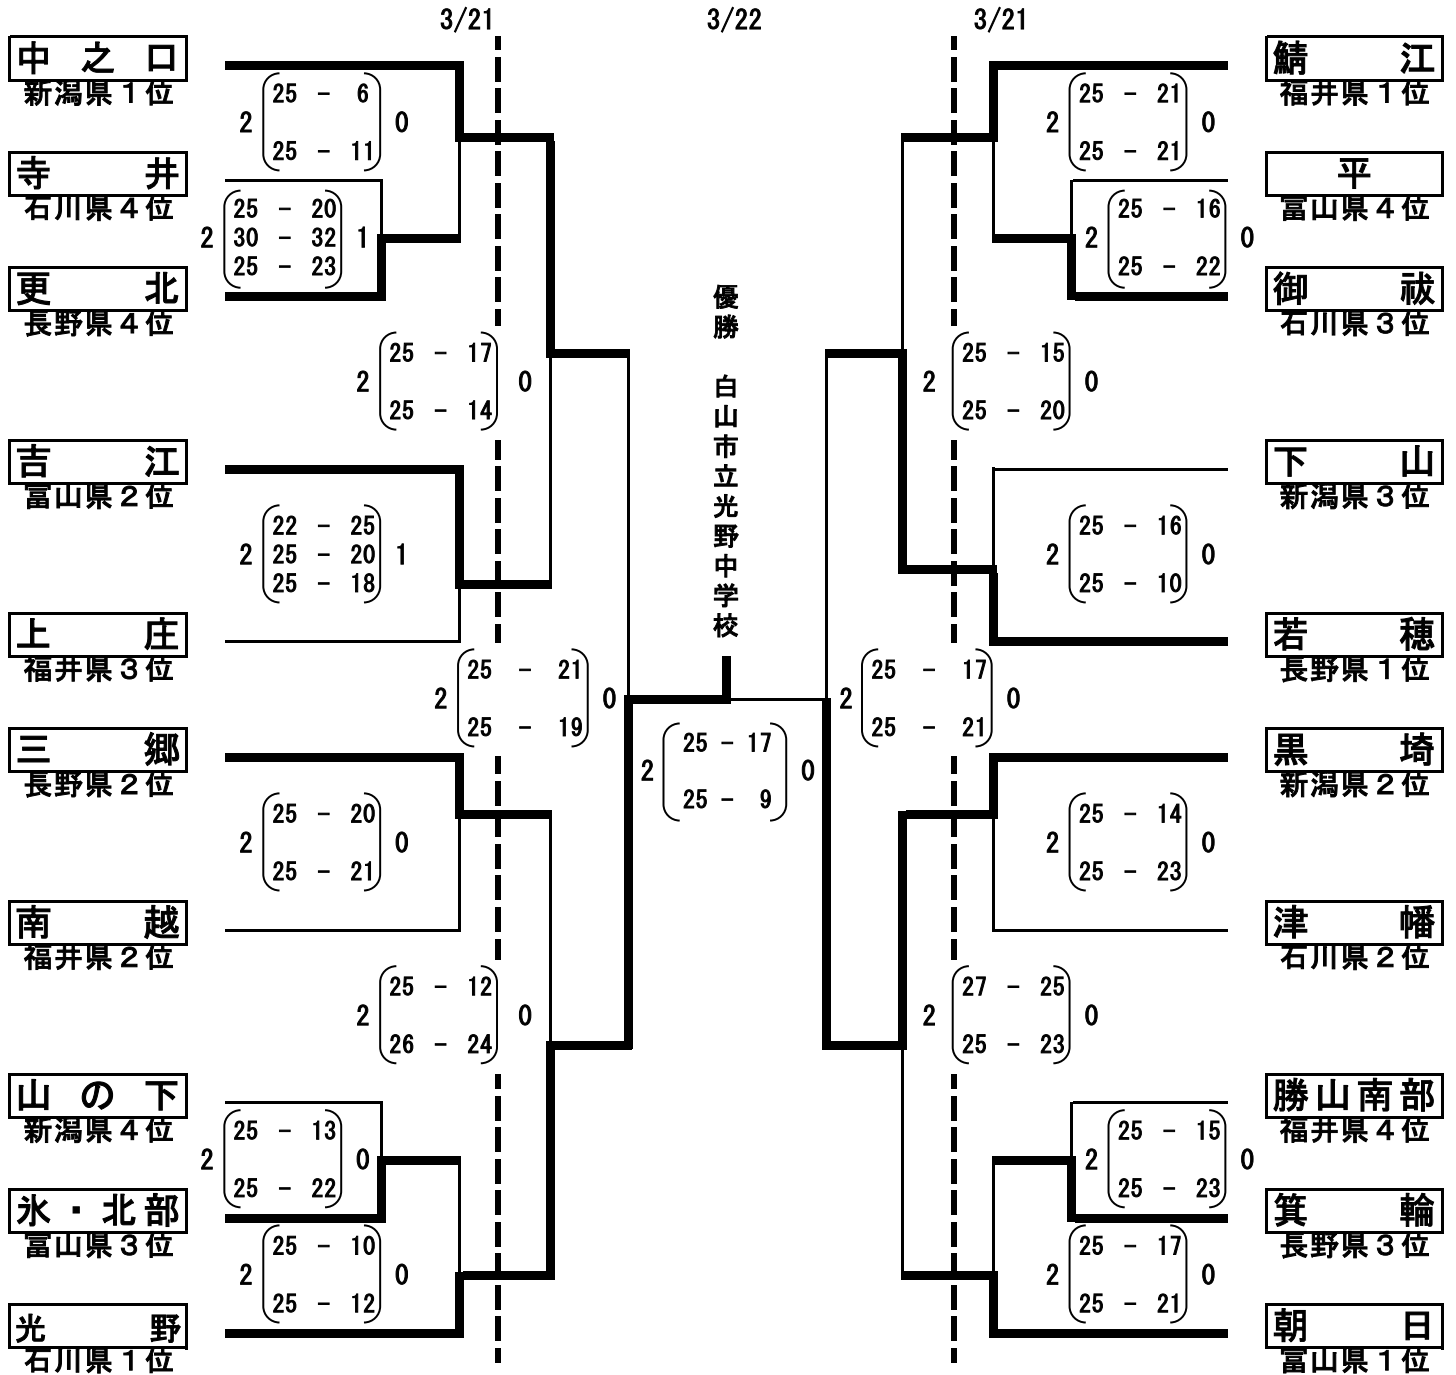 3/21
3/22
3/21
中之口
新潟県1位
2
25 - 6
25 - 11
0
寺井
石川県4位
2
25 - 20
30 - 32
25 - 23
1
更北
長野県4位
2
25 - 17
25 - 14
0
吉江
富山県2位
2
22 - 25
25 - 20
25 - 18
1
上庄
福井県3位
2
25 - 21
25 - 19
0
三郷
長野県2位
2
25 - 20
25 - 21
0
南越
福井県2位
2
25 - 12
26 - 24
0
山の下
新潟県4位
2
25 - 13
25 - 22
0
氷・北部
富山県3位
2
25 - 10
25 - 12
0
光野
石川県1位
優勝 白山市立光野中学校
2
25 - 17
25 - 9
0
鯖江
福井県1位
2
25 - 21
25 - 21
0
平
富山県4位
2
25 - 16
25 - 22
0
御祓
石川県3位
2
25 - 15
25 - 20
0
下山
新潟県3位
2
25 - 16
25 - 10
0
若穂
長野県1位
2
25 - 17
25 - 21
0
黒埼
新潟県2位
2
25 - 14
25 - 23
0
津幡
石川県2位
2
27 - 25
25 - 23
0
勝山南部
福井県4位
2
25 - 15
25 - 23
0
箕輪
長野県3位
2
25 - 17
25 - 21
0
朝日
富山県1位